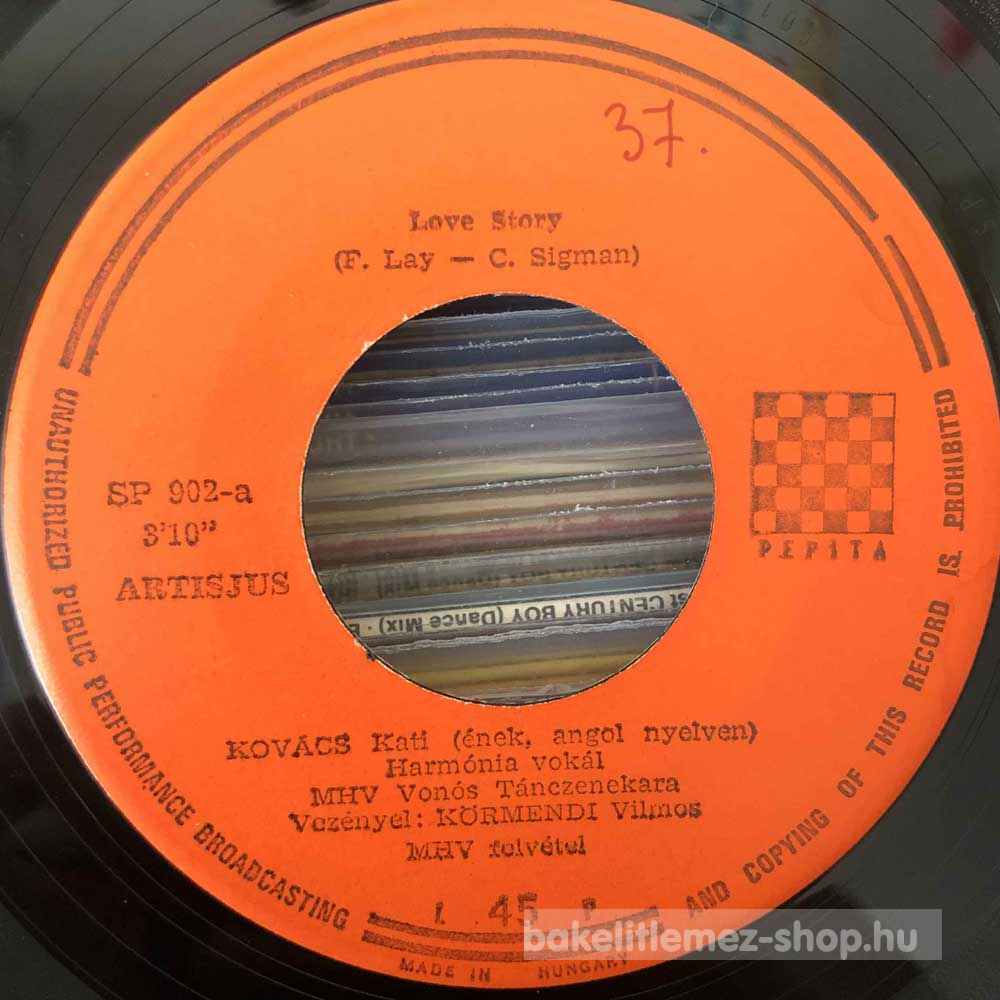 37.
Love Story
(F. Lay — C. Sigman)
SP 902-a
3'10"
ARTISJUS
PEPITA
st CENTURY BOY (Dance Mix) · E
KOVÁCS Kati (ének, angol nyelven)
Harmónia vokál
MHV Vonós Tánczenekara
Vezényel: KÖRMENDI Vilmos
MHV felvétel
45
UNAUTHORIZED PUBLIC PERFORMANCE BROADCASTING AND COPYING OF THIS RECORD IS PROHIBITED
MADE IN HUNGARY
bakelitlemez-shop.hu